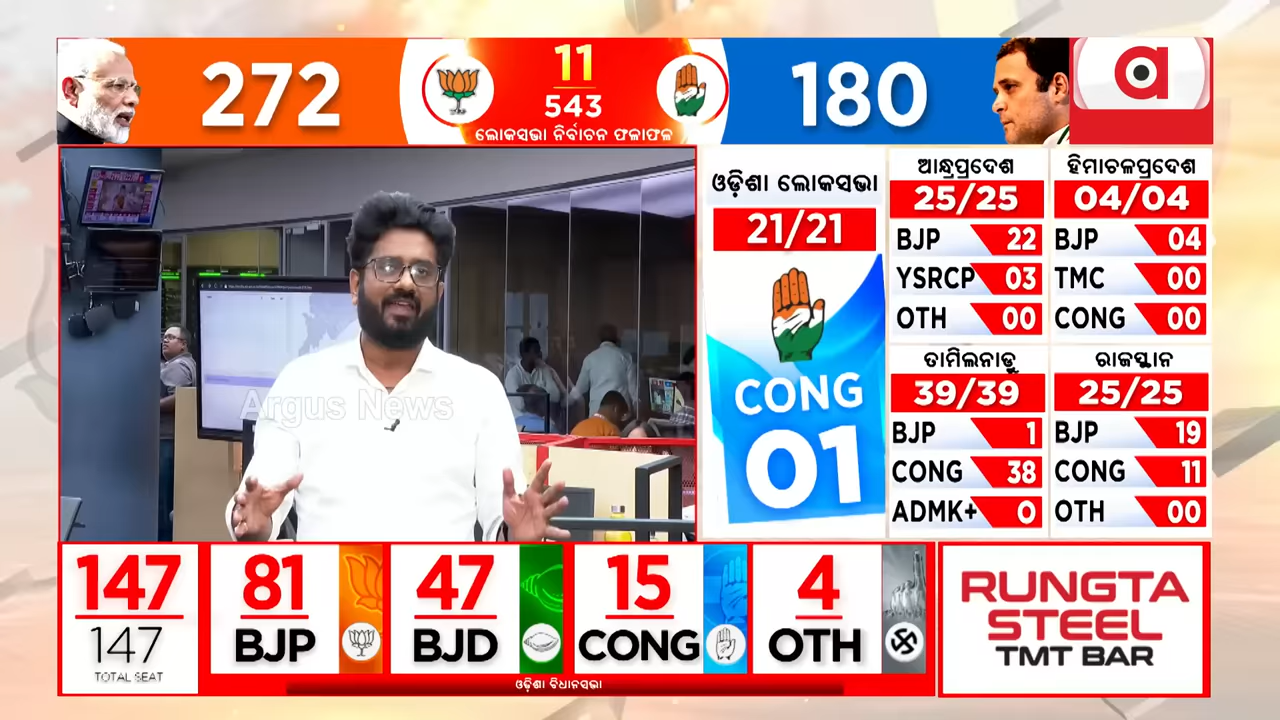 272
11
543
ଲୋକସଭା ନିର୍ବାଚନ ଫଳାଫଳ
180
a
ଓଡ଼ିଶା ଲୋକସଭା
21/21
CONG
01
ଆନ୍ଧ୍ରପ୍ରଦେଶ
25/25
BJP 22
YSRCP 03
OTH 00
ହିମାଚଳପ୍ରଦେଶ
04/04
BJP 04
TMC 00
CONG 00
ତାମିଲନାଡୁ
39/39
BJP 1
CONG 38
ADMK+ 0
ରାଜସ୍ଥାନ
25/25
BJP 19
CONG 11
OTH 00
Argus News
147
147
TOTAL SEAT
81
BJP
47
BJD
15
CONG
4
OTH
ଓଡ଼ିଶା ବିଧାନସଭା
RUNGTA
STEEL
TMT BAR